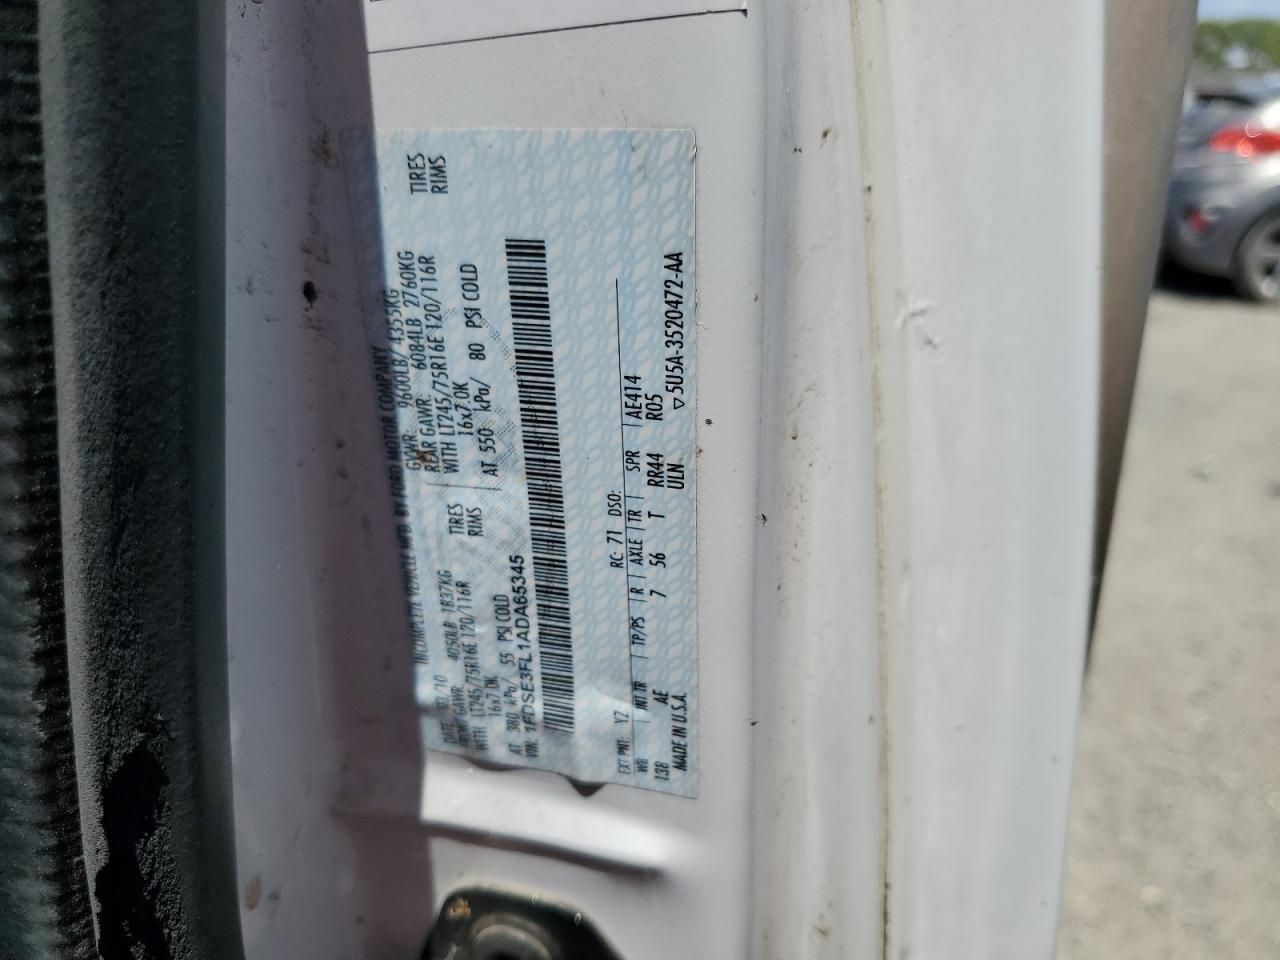 INCOMPLETE VEHICLE MFD. BY FORD MOTOR COMPANY
/10 GVWR: 9600LB/ 4355KG
FRONT GAWR: 4050LB 1837KG REAR GAWR: 6084LB 2760KG
WITH LT245/75R16E 120/116R TIRES WITH LT245/75R16E 120/116R TIRES
16x7.0K RIMS 16x7.0K RIMS
AT 380 kPa/ 55 PSI COLD AT 550 kPa/ 80 PSI COLD
VIN: 1FDSE3FL1ADA65345
EXT PNT: YZ RC: 71 DSO:
WB INT TR TP/PS R AXLE TR SPR AE414
138 AE 7 56 T RR44 R05
MADE IN U.S.A. ULN ▽5U5A-3520472-AA